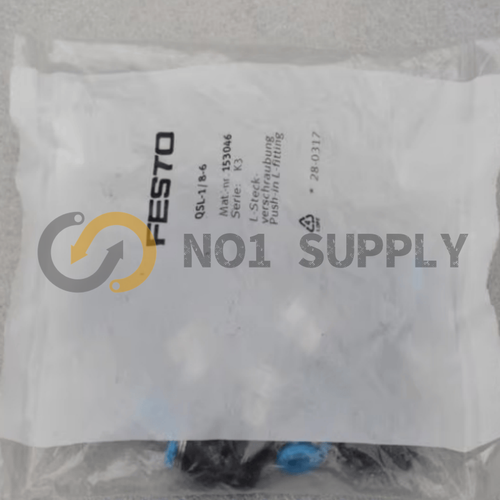 FESTO
QSL-1/8-6
Mat.-nr. 153046
Serie: K3
L-Steck-
verschraubung
Push-in L-fitting
* 28-0317
NO1 SUPPLY